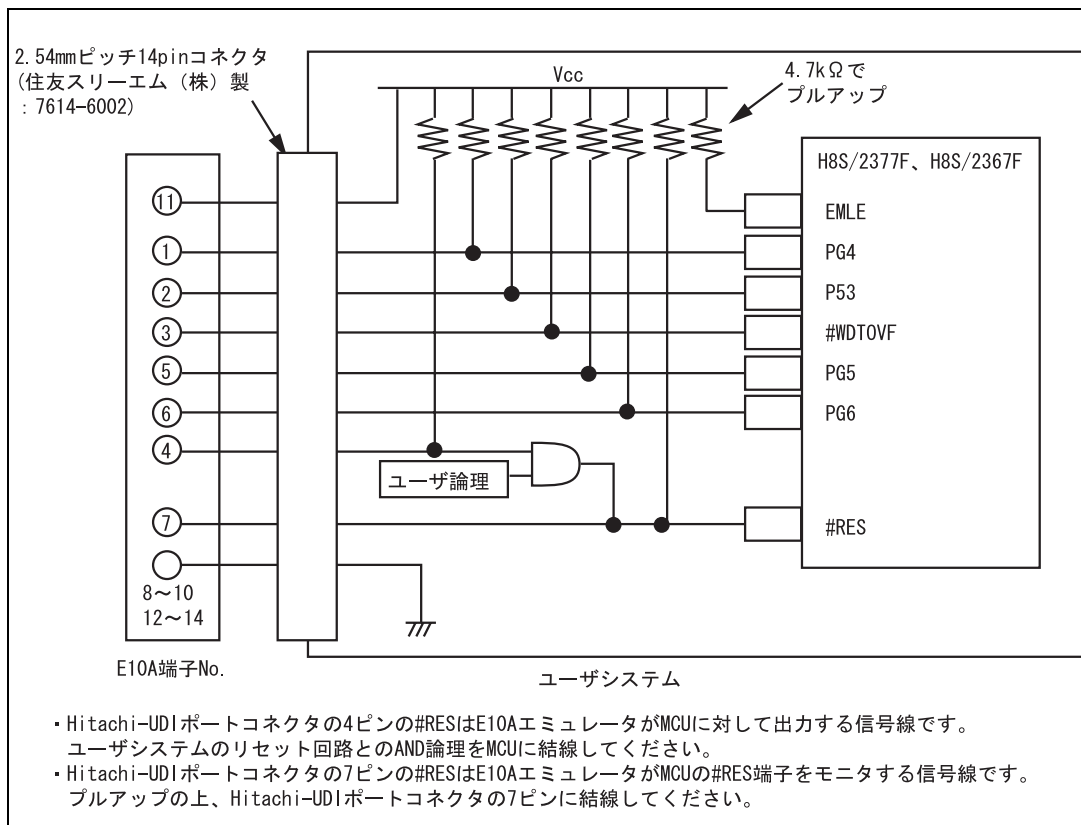 2.54mmピッチ14pinコネクタ
(住友スリーエム（株）製
: 7614-6002)
Vcc
4.7kΩで
プルアップ
H8S/2377F、H8S/2367F
⑪
EMLE
①
PG4
②
P53
③
#WDTOVF
⑤
PG5
⑥
PG6
④
ユーザ論理
⑦
#RES
8～10
12～14
E10A端子No.
ユーザシステム
・Hitachi-UDIポートコネクタの4ピンの#RESはE10AエミュレータがMCUに対して出力する信号線です。
ユーザシステムのリセット回路とのAND論理をMCUに結線してください。
・Hitachi-UDIポートコネクタの7ピンの#RESはE10AエミュレータがMCUの#RES端子をモニタする信号線です。
プルアップの上、Hitachi-UDIポートコネクタの7ピンに結線してください。